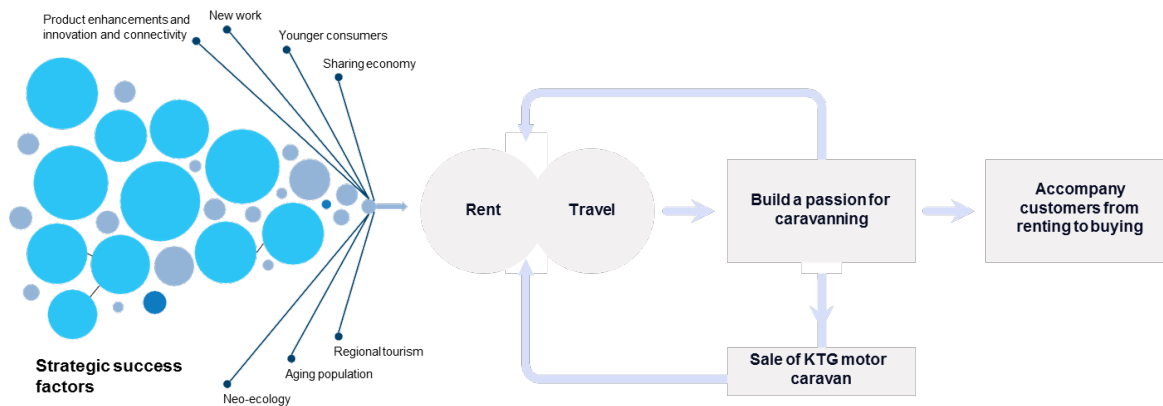 Product enhancements and
innovation and connectivity
New work
Younger consumers
Sharing economy
Rent
Travel
Build a passion for
caravanning
Accompany
customers from
renting to buying
Sale of KTG motor
caravan
Regional tourism
Aging population
Neo-ecology
Strategic success
factors